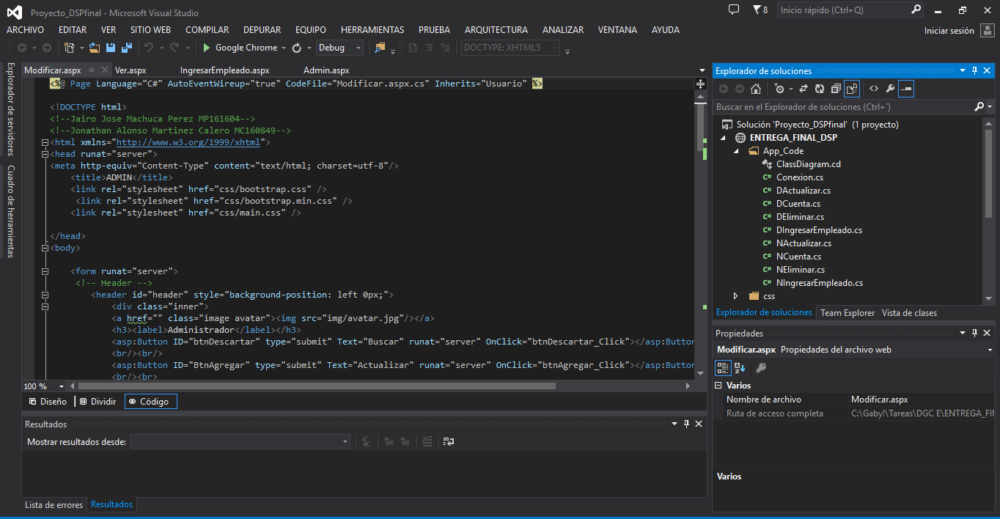 Proyecto_DSPfinal - Microsoft Visual Studio
8
Inicio rápido (Ctrl+Q)
ARCHIVO EDITAR VER SITIO WEB COMPILAR DEPURAR EQUIPO HERRAMIENTAS PRUEBA ARQUITECTURA ANALIZAR VENTANA AYUDA
Iniciar sesión
Google Chrome Debug DOCTYPE: XHTML5
Explorador de servidores
Cuadro de herramientas
Modificar.aspx Ver.aspx IngresarEmpleado.aspx Admin.aspx
<%@ Page Language="C#" AutoEventWireup="true" CodeFile="Modificar.aspx.cs" Inherits="Usuario" %>
<!DOCTYPE html>
<!--Jairo Jose Machuca Perez MP161604-->
<!--Jonathan Alonso Martinez Calero MC160849-->
<html xmlns="http://www.w3.org/1999/xhtml">
<head runat="server">
<meta http-equiv="Content-Type" content="text/html; charset=utf-8"/>
<title>ADMIN</title>
<link rel="stylesheet" href="css/bootstrap.css" />
<link rel="stylesheet" href="css/bootstrap.min.css" />
<link rel="stylesheet" href="css/main.css" />
</head>
<body>
<form runat="server">
<!-- Header -->
<header id="header" style="background-position: left 0px;">
<div class="inner">
<a href="" class="image avatar"><img src="img/avatar.jpg"/></a>
<h3><label>Administrador</label></h3>
<asp:Button ID="btnDescartar" type="submit" Text="Buscar" runat="server" OnClick="btnDescartar_Click"></asp:Button
<br/><br/>
<asp:Button ID="BtnAgregar" type="submit" Text="Actualizar" runat="server" OnClick="btnAgregar_Click"></asp:Button
<br/><br>
100 %
Diseño Dividir Código
Resultados
Mostrar resultados desde:
Lista de errores Resultados
Explorador de soluciones
Buscar en el Explorador de soluciones (Ctrl+´)
Solución 'Proyecto_DSPfinal' (1 proyecto)
ENTREGA_FINAL_DSP
App_Code
ClassDiagram.cd
C# Conexion.cs
C# DActualizar.cs
C# DCuenta.cs
C# DEliminar.cs
C# DIngresarEmpleado.cs
C# NActualizar.cs
C# NCuenta.cs
C# NEliminar.cs
C# NIngresarEmpleado.cs
css
Explorador de soluciones Team Explorer Vista de clases
Propiedades
Modificar.aspx Propiedades del archivo web
Varios
Nombre de archivo Modificar.aspx
Ruta de acceso completa C:\Gaby!\Tareas\DGC E\ENTREGA_FI
Varios